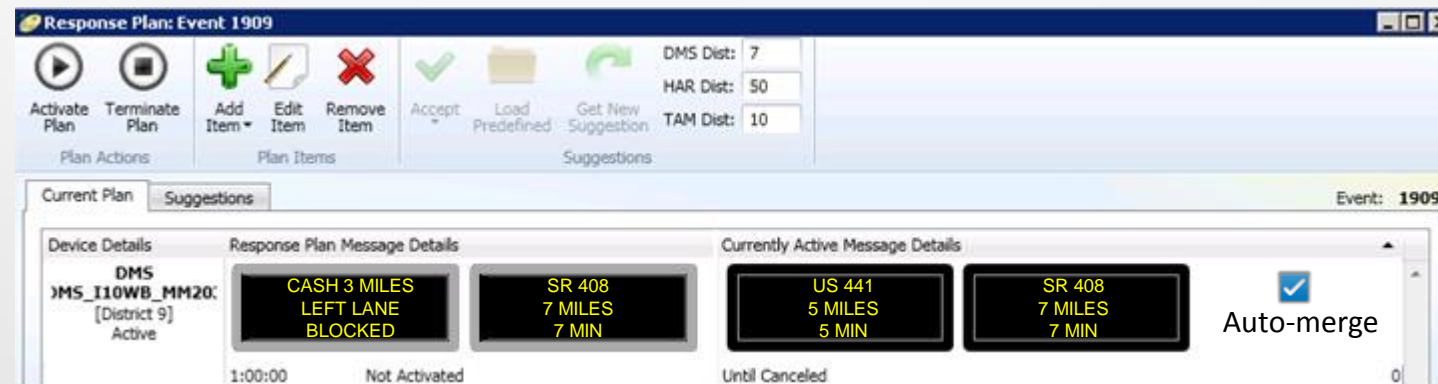 Response Plan: Event 1909
DMS Dist: 7
HAR Dist: 50
TAM Dist: 10
Activate Plan
Terminate Plan
Add Item
Edit Item
Remove Item
Accept
Load Predefined
Get New Suggestion
Plan Actions
Plan Items
Suggestions
Current Plan
Suggestions
Event: 1909
Device Details
Response Plan Message Details
Currently Active Message Details
DMS
[District 9]
Active
CASH 3 MILES
LEFT LANE
BLOCKED
SR 408
7 MILES
7 MIN
US 441
5 MILES
5 MIN
SR 408
7 MILES
7 MIN
Auto-merge
1:00:00
Not Activated
Until Canceled
0